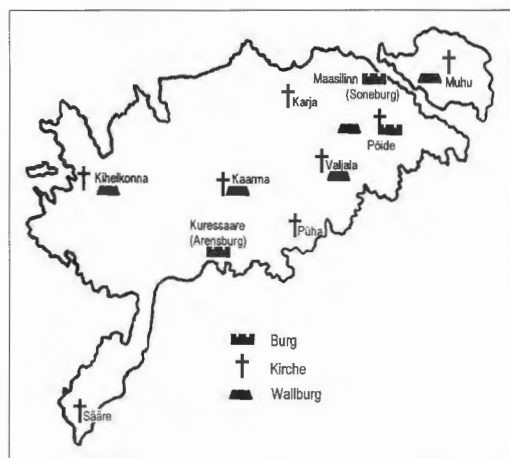 Maasilinn
(Soneburg)
Muhu
Karja
Pöide
Valjala
Kihelkonna
Kaarma
Kuressaare
(Arensburg)
Püha
Sääre
Burg
Kirche
Wallburg